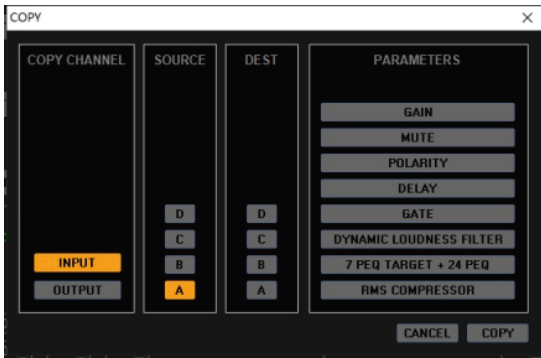 COPY
COPY CHANNEL
INPUT
OUTPUT
SOURCE
D
C
B
A
DEST
D
C
B
A
PARAMETERS
GAIN
MUTE
POLARITY
DELAY
GATE
DYNAMIC LOUDNESS FILTER
7 PEQ TARGET + 24 PEQ
RMS COMPRESSOR
CANCEL
COPY